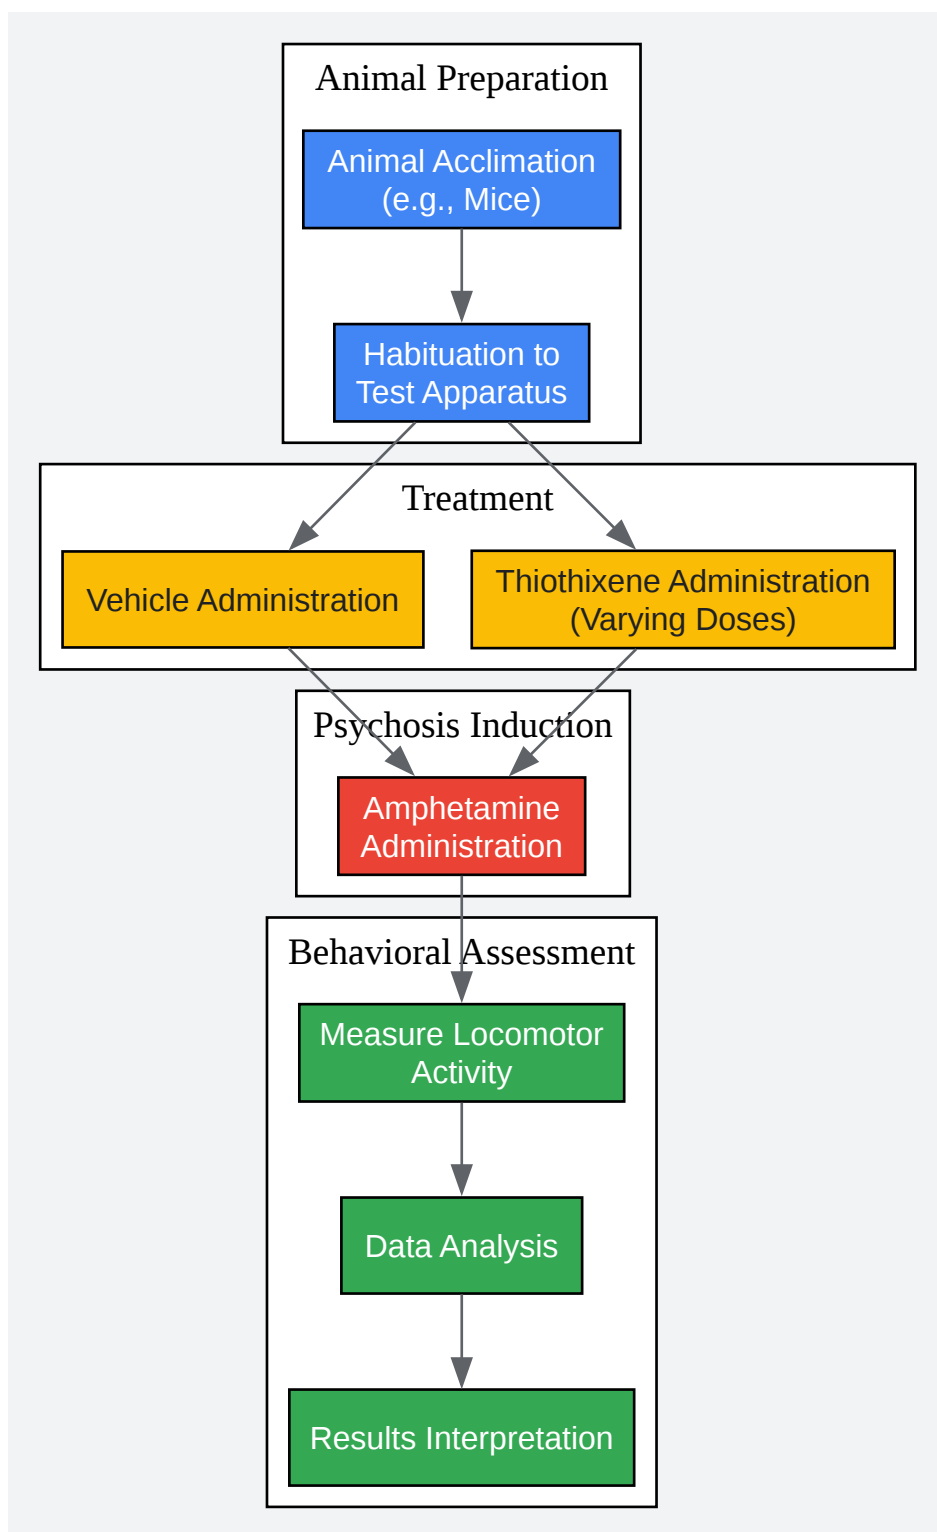 Animal Preparation
Animal Acclimation
(e.g., Mice)
Habituation to
Test Apparatus
Treatment
Vehicle Administration
Thiothixene Administration
(Varying Doses)
Psychosis Induction
Amphetamine
Administration
Behavioral Assessment
Measure Locomotor
Activity
Data Analysis
Results Interpretation